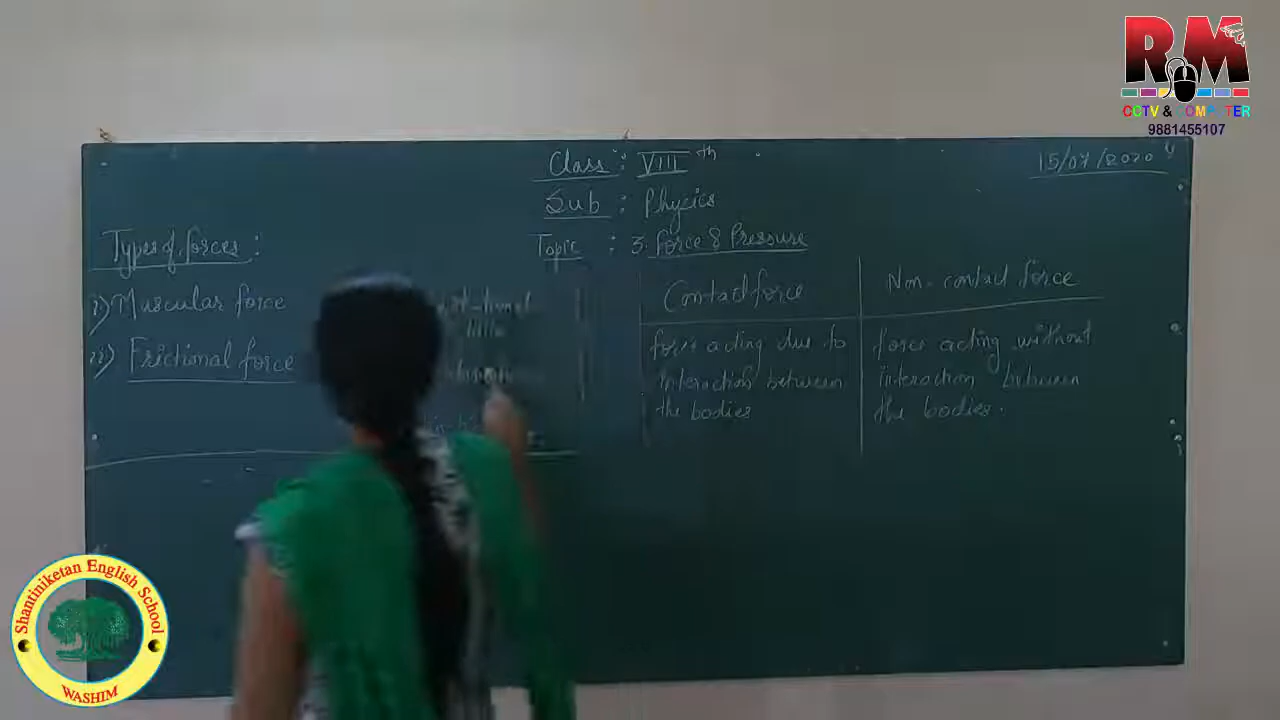 RM
CCTV & COMPUTER
9881455107
Class : VIII th
15/07/2020
Sub : Physics
Topic : 3. Force & Pressure
Types of forces :
i) Muscular force
ii) Frictional force
Contact force
Non-contact force
force acting due to
interaction between
the bodies
force acting without
interaction between
the bodies.
Shantiniketan English School
WASHIM